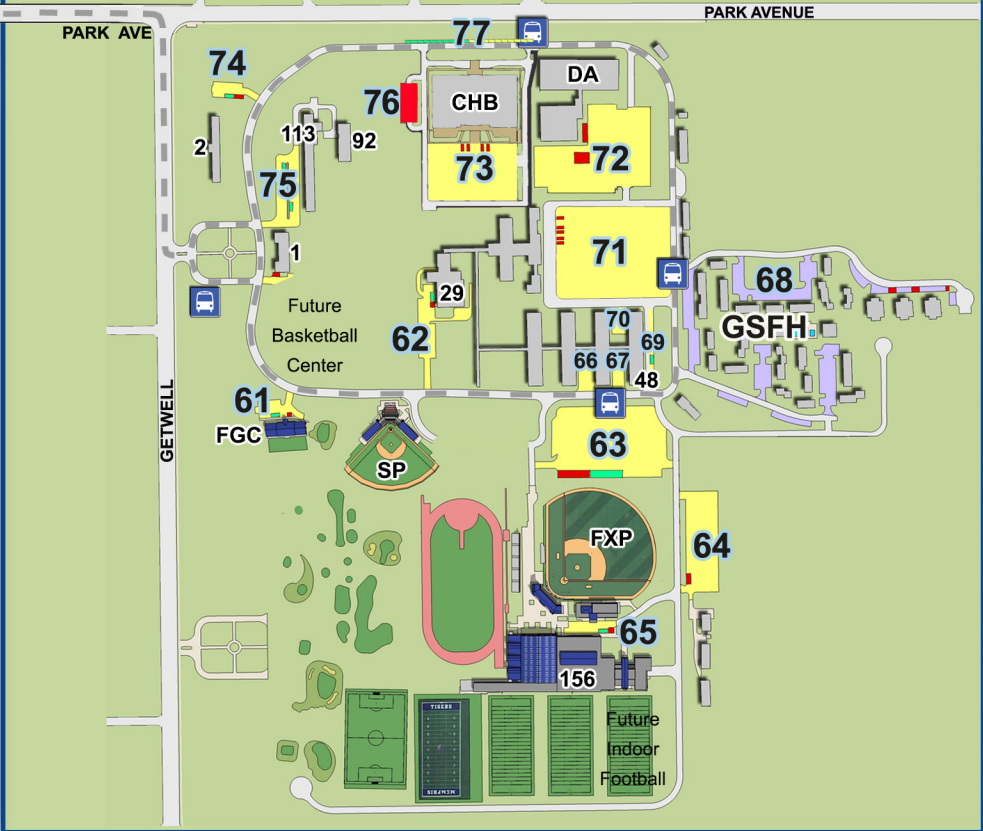 PARK AVENUE
PARK AVE
77
74
DA
76
CHB
113
92
2
72
73
75
71
1
68
29
Future
Basketball
Center
70
GSFH
62
69
66
67
48
61
FGC
GETWELL
63
SP
FXP
64
65
156
TIGERS
Future
Indoor
Football
MEMPHIS